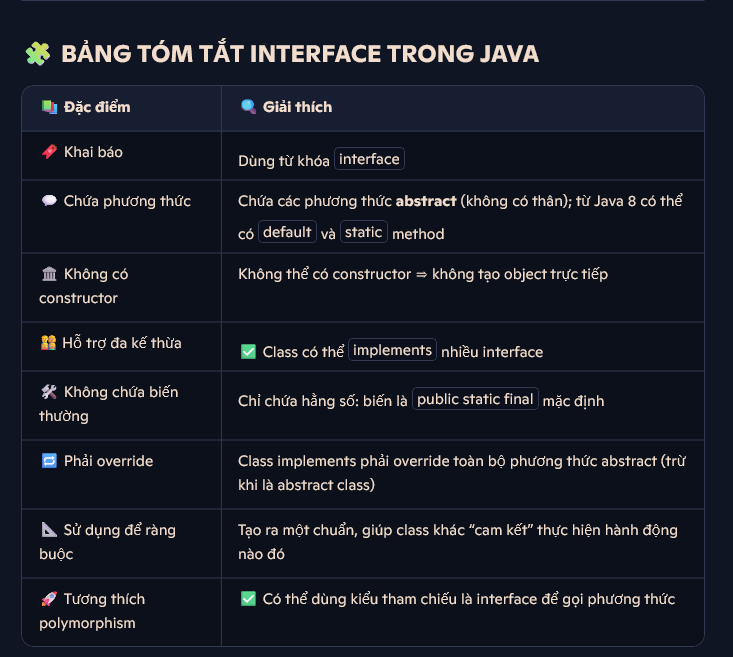 🧩 BẢNG TÓM TẮT INTERFACE TRONG JAVA
📚 Đặc điểm
🔍 Giải thích
📌 Khai báo
Dùng từ khóa interface
💬 Chứa phương thức
Chứa các phương thức abstract (không có thân); từ Java 8 có thể
có default và static method
🏛️ Không có
constructor
Không thể có constructor ⇒ không tạo object trực tiếp
👯 Hỗ trợ đa kế thừa
✅ Class có thể implements nhiều interface
🛠️ Không chứa biến
thường
Chỉ chứa hằng số: biến là public static final mặc định
🔁 Phải override
Class implements phải override toàn bộ phương thức abstract (trừ
khi là abstract class)
📐 Sử dụng để ràng
buộc
Tạo ra một chuẩn, giúp class khác “cam kết” thực hiện hành động
nào đó
🚀 Tương thích
polymorphism
✅ Có thể dùng kiểu tham chiếu là interface để gọi phương thức